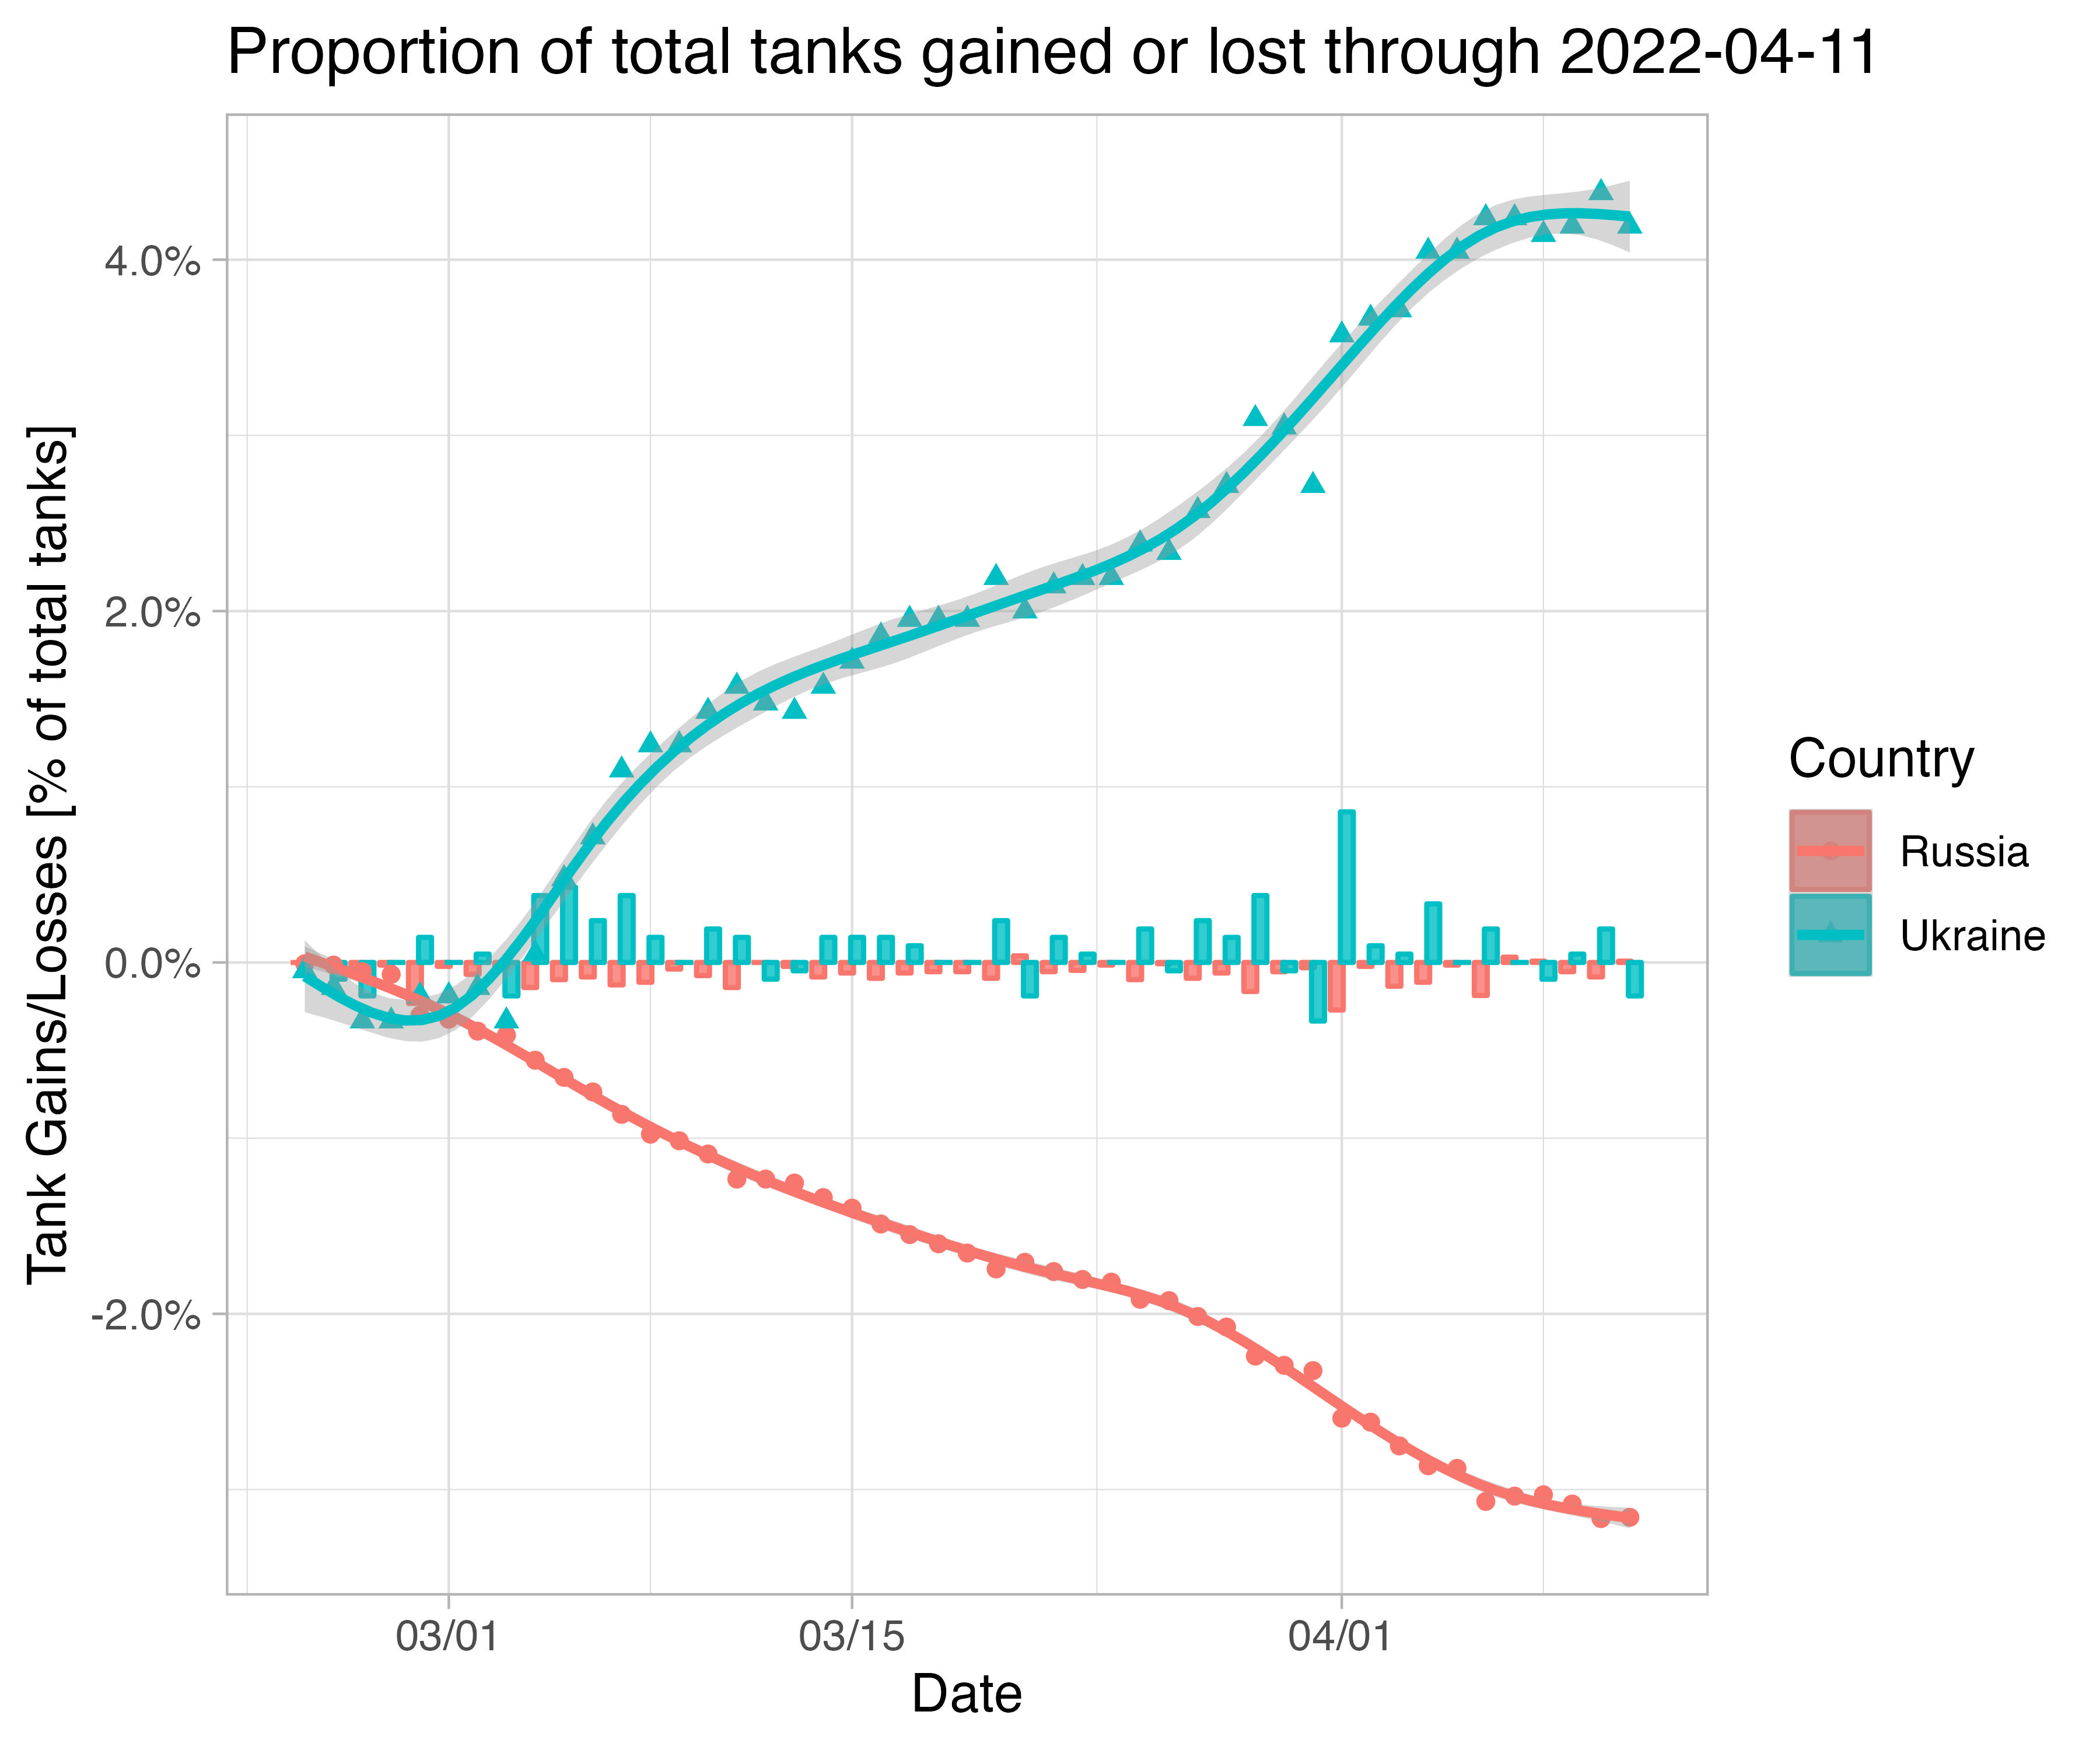 Proportion of total tanks gained or lost through 2022-04-11
Tank Gains/Losses [% of total tanks]
4.0%
2.0%
0.0%
-2.0%
03/01
03/15
04/01
Date
Country
Russia
Ukraine